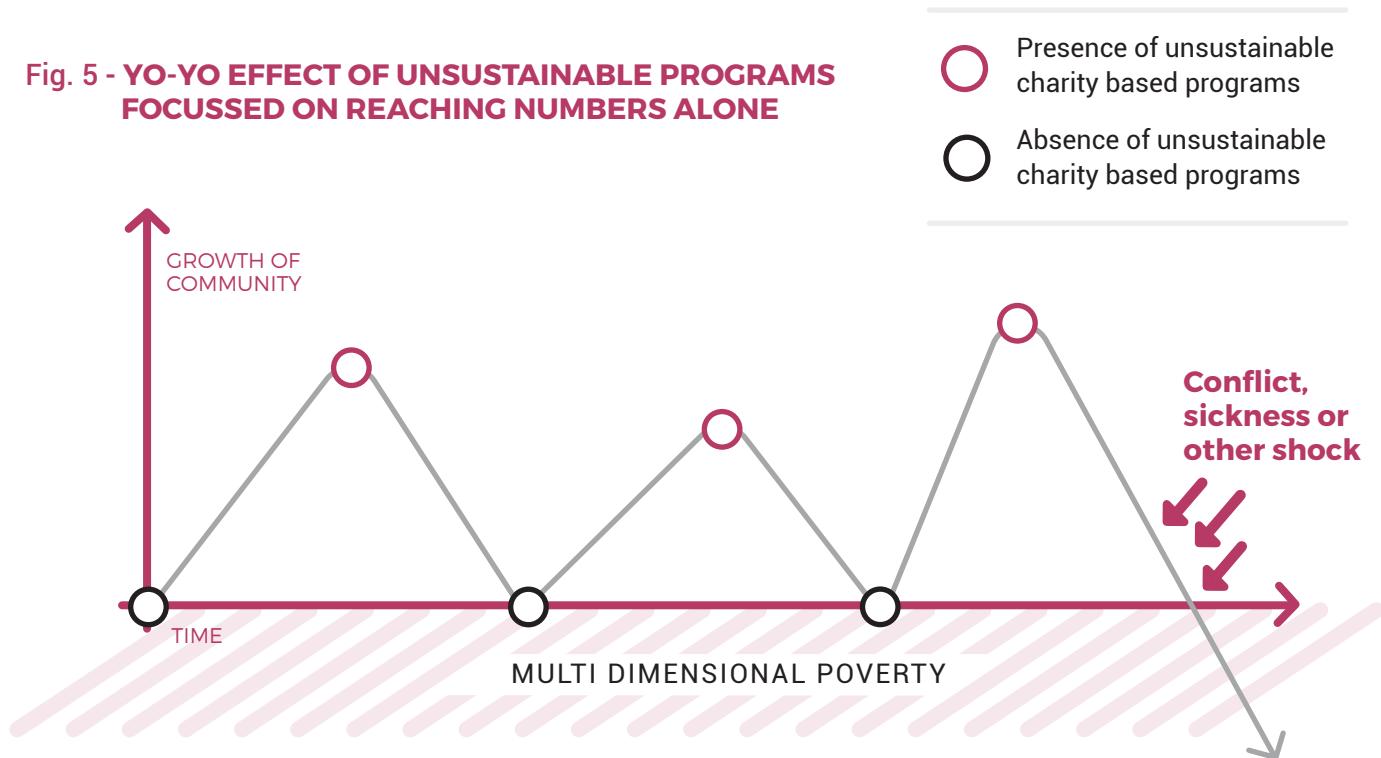 Fig. 5 - YO-YO EFFECT OF UNSUSTAINABLE PROGRAMS
FOCUSSED ON REACHING NUMBERS ALONE
Presence of unsustainable
charity based programs
Absence of unsustainable
charity based programs
GROWTH OF
COMMUNITY
Conflict,
sickness or
other shock
TIME
MULTI DIMENSIONAL POVERTY